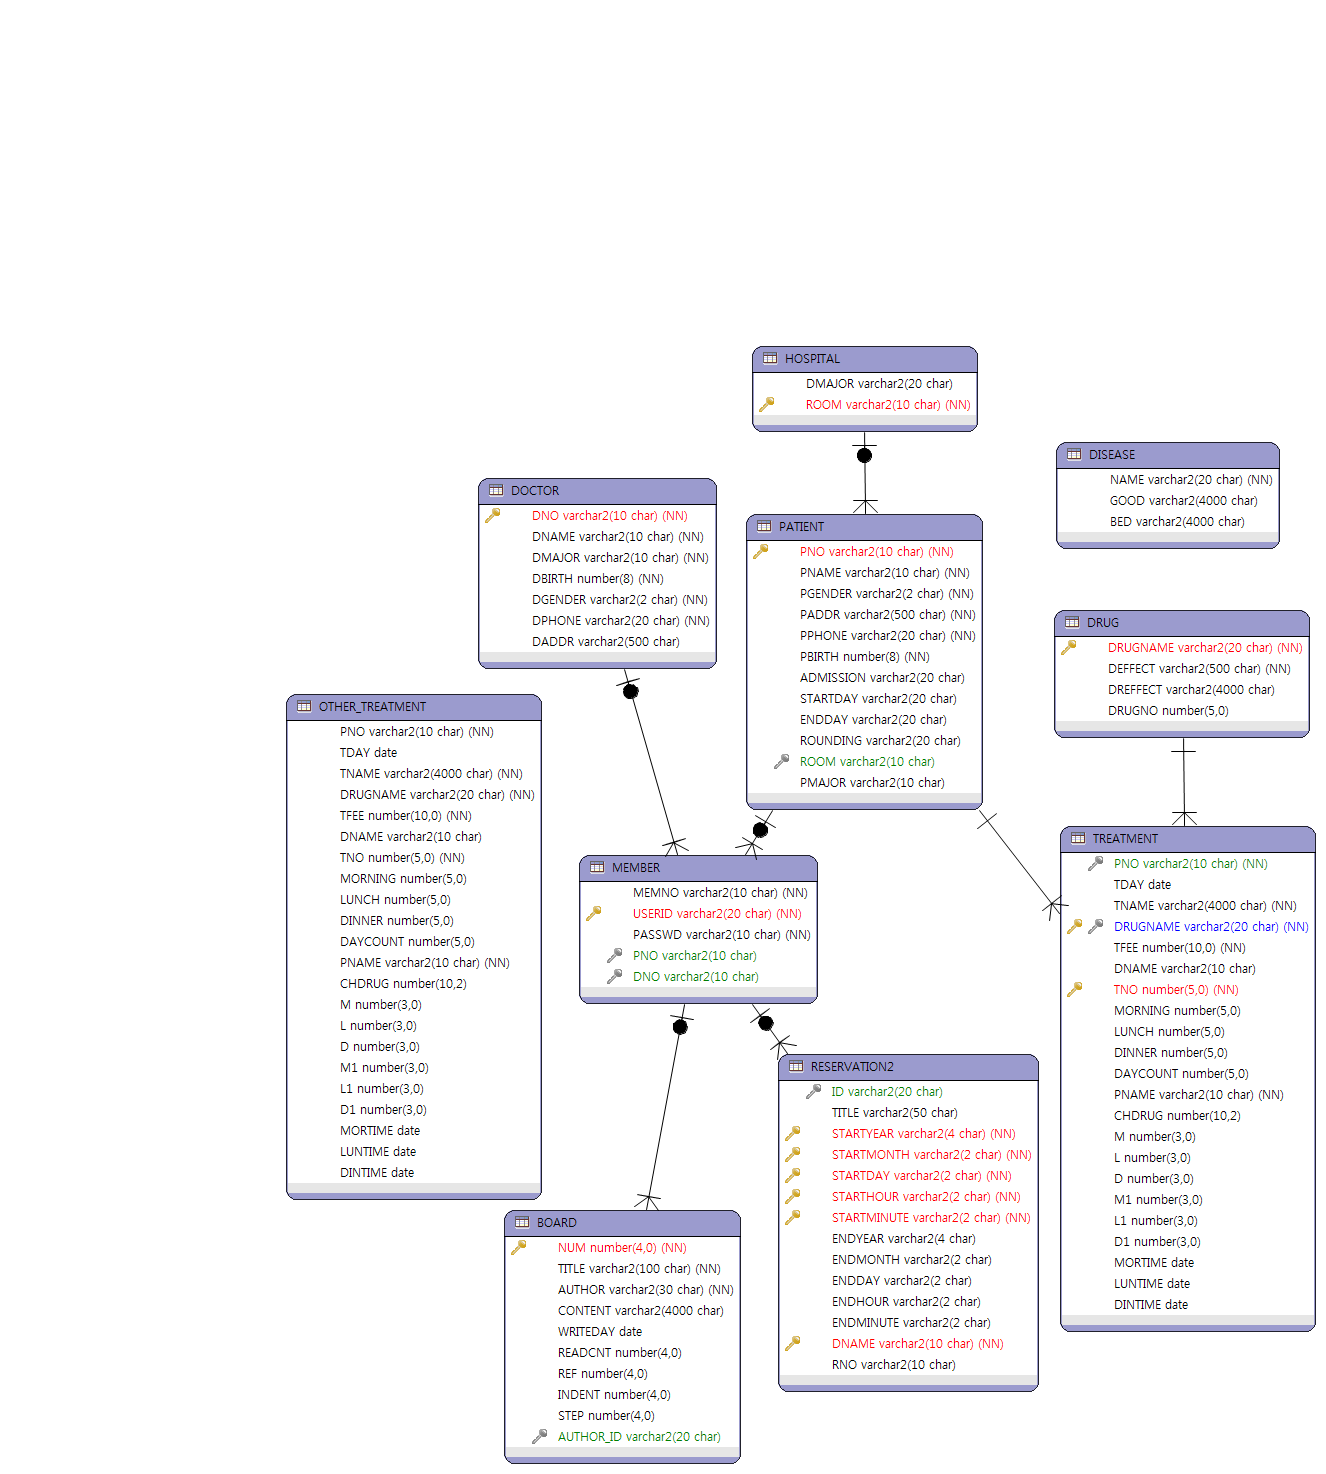 HOSPITAL
DMAJOR varchar2(20 char)
ROOM varchar2(10 char) (NN)
DISEASE
NAME varchar2(20 char) (NN)
GOOD varchar2(4000 char)
BED varchar2(4000 char)
DOCTOR
DNO varchar2(10 char) (NN)
DNAME varchar2(10 char) (NN)
DMAJOR varchar2(10 char) (NN)
DBIRTH number(8) (NN)
DGENDER varchar2(2 char) (NN)
DPHONE varchar2(20 char) (NN)
DADDR varchar2(500 char)
PATIENT
PNO varchar2(10 char) (NN)
PNAME varchar2(10 char) (NN)
PGENDER varchar2(2 char) (NN)
PADDR varchar2(500 char) (NN)
PPHONE varchar2(20 char) (NN)
PBIRTH number(8) (NN)
ADMISSION varchar2(20 char)
STARTDAY varchar2(20 char)
ENDDAY varchar2(20 char)
ROUNDING varchar2(20 char)
ROOM varchar2(10 char)
PMAJOR varchar2(10 char)
DRUG
DRUGNAME varchar2(20 char) (NN)
DEFFECT varchar2(500 char) (NN)
DREFFECT varchar2(4000 char)
DRUGNO number(5,0)
OTHER_TREATMENT
PNO varchar2(10 char) (NN)
TDAY date
TNAME varchar2(4000 char) (NN)
DRUGNAME varchar2(20 char) (NN)
TFEE number(10,0) (NN)
DNAME varchar2(10 char)
TNO number(5,0) (NN)
MORNING number(5,0)
LUNCH number(5,0)
DINNER number(5,0)
DAYCOUNT number(5,0)
PNAME varchar2(10 char) (NN)
CHDRUG number(10,2)
M number(3,0)
L number(3,0)
D number(3,0)
M1 number(3,0)
L1 number(3,0)
D1 number(3,0)
MORTIME date
LUNTIME date
DINTIME date
MEMBER
MEMNO varchar2(10 char) (NN)
USERID varchar2(20 char) (NN)
PASSWD varchar2(10 char) (NN)
PNO varchar2(10 char)
DNO varchar2(10 char)
TREATMENT
PNO varchar2(10 char) (NN)
TDAY date
TNAME varchar2(4000 char) (NN)
DRUGNAME varchar2(20 char) (NN)
TFEE number(10,0) (NN)
DNAME varchar2(10 char)
TNO number(5,0) (NN)
MORNING number(5,0)
LUNCH number(5,0)
DINNER number(5,0)
DAYCOUNT number(5,0)
PNAME varchar2(10 char) (NN)
CHDRUG number(10,2)
M number(3,0)
L number(3,0)
D number(3,0)
M1 number(3,0)
L1 number(3,0)
D1 number(3,0)
MORTIME date
LUNTIME date
DINTIME date
RESERVATION2
ID varchar2(20 char)
TITLE varchar2(50 char)
STARTYEAR varchar2(4 char) (NN)
STARTMONTH varchar2(2 char) (NN)
STARTDAY varchar2(2 char) (NN)
STARTHOUR varchar2(2 char) (NN)
STARTMINUTE varchar2(2 char) (NN)
ENDYEAR varchar2(4 char)
ENDMONTH varchar2(2 char)
ENDDAY varchar2(2 char)
ENDHOUR varchar2(2 char)
ENDMINUTE varchar2(2 char)
DNAME varchar2(10 char) (NN)
RNO varchar2(10 char)
BOARD
NUM number(4,0) (NN)
TITLE varchar2(100 char) (NN)
AUTHOR varchar2(30 char) (NN)
CONTENT varchar2(4000 char)
WRITEDAY date
READCNT number(4,0)
REF number(4,0)
INDENT number(4,0)
STEP number(4,0)
AUTHOR_ID varchar2(20 char)